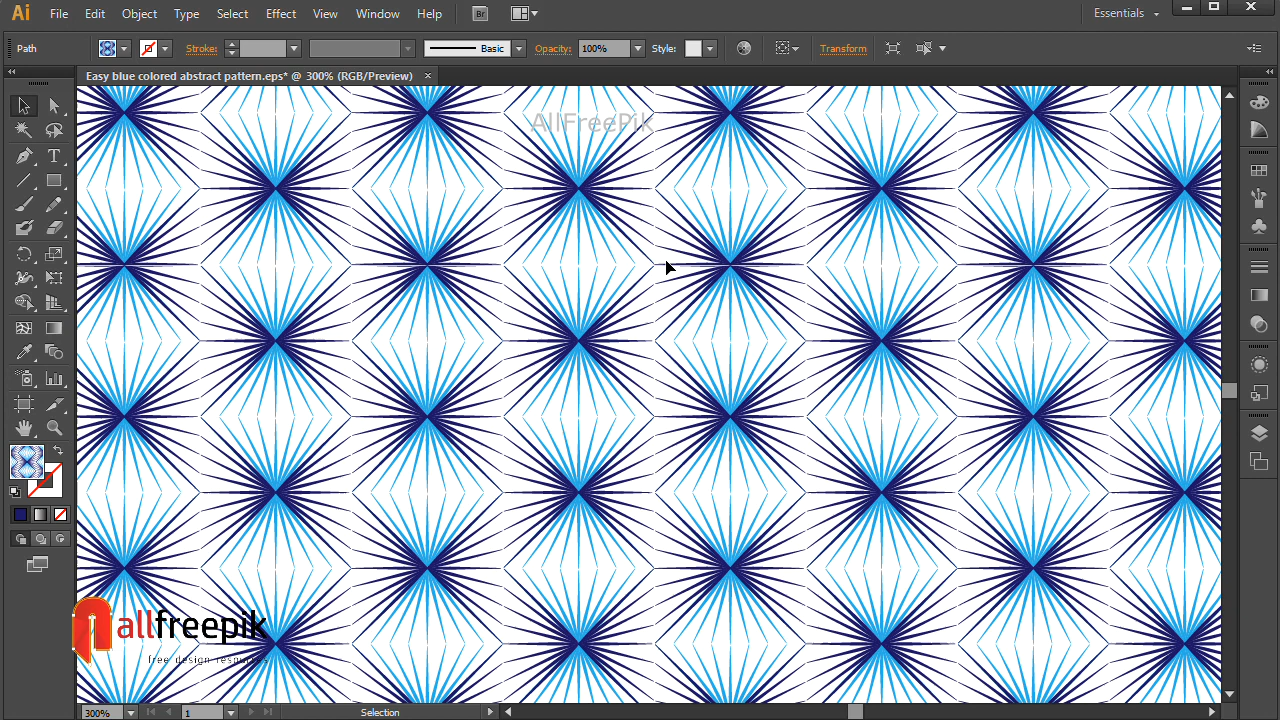 Ai File Edit Object Type Select Effect View Window Help Br Essentials
Path Stroke: Basic Opacity: 100% Style: Transform
Easy blue colored abstract pattern.eps* @ 300% (RGB/Preview) ×
AllFreePik
T
allfreepik
free design resources
300% 1 Selection